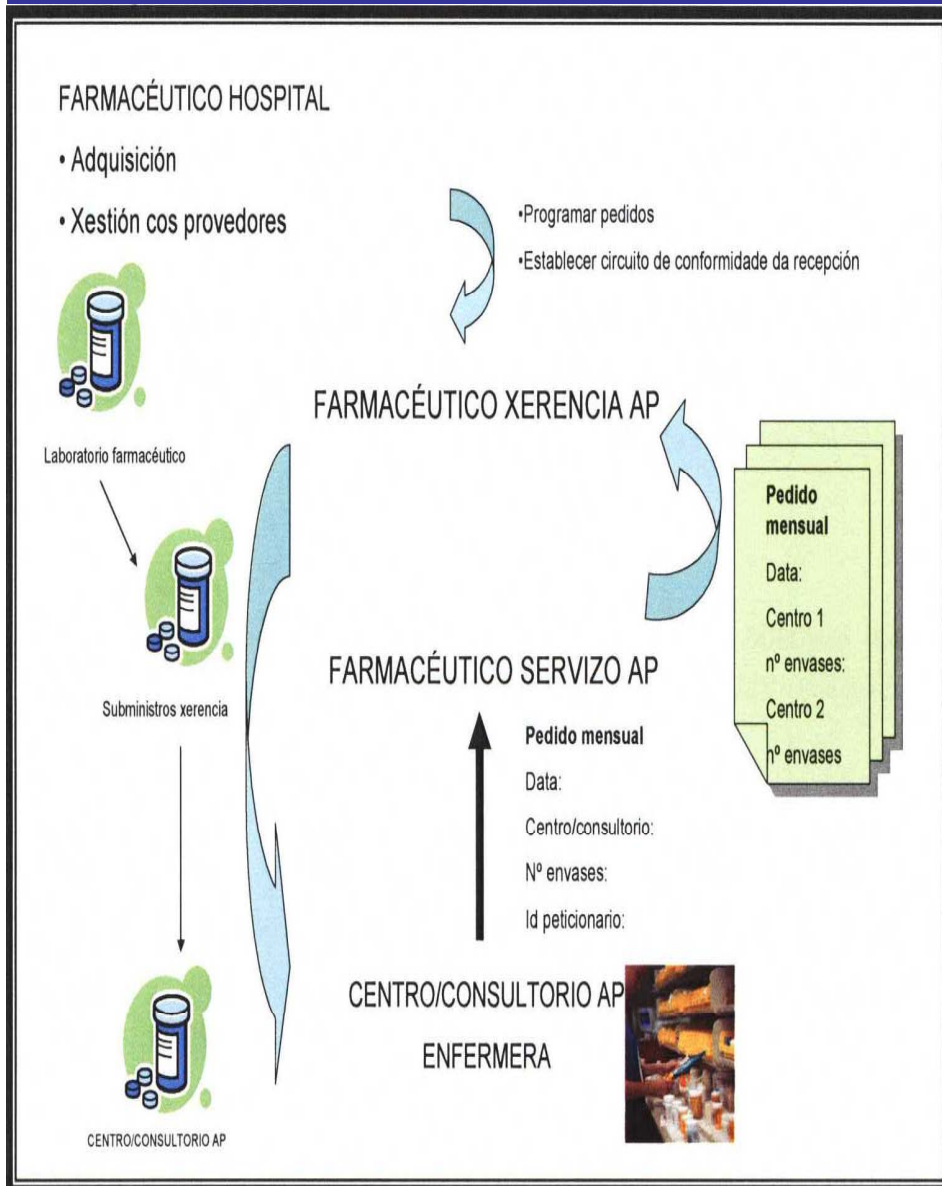 FARMACÉUTICO HOSPITAL
• Adquisición
• Xestión cos provedores
•Programar pedidos
•Establecer circuito de conformidade da recepción
FARMACÉUTICO XERENCIA AP
Laboratorio farmacéutico
Pedido
mensual
Data:
Centro 1
nº envases:
Centro 2
nº envases
Subministros xerencia
FARMACÉUTICO SERVIZO AP
Pedido mensual
Data:
Centro/consultorio:
Nº envases:
Id peticionario:
CENTRO/CONSULTORIO AP
ENFERMERA
CENTRO/CONSULTORIO AP